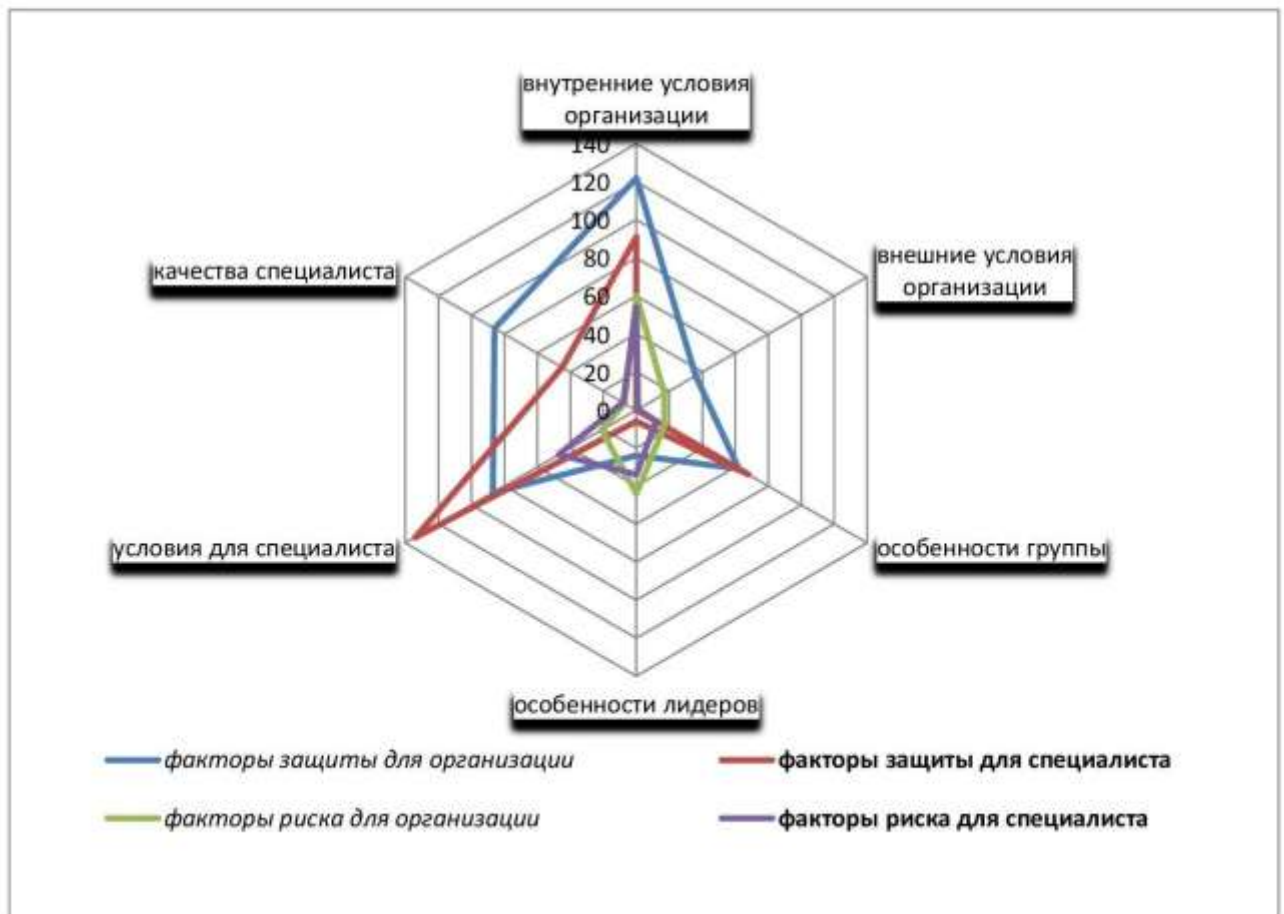 внутренние условия
организации
140
120
100
80
60
40
20
0
внешние условия
организации
особенности группы
особенности лидеров
условия для специалиста
качества специалиста
факторы защиты для организации
факторы защиты для специалиста
факторы риска для организации
факторы риска для специалиста